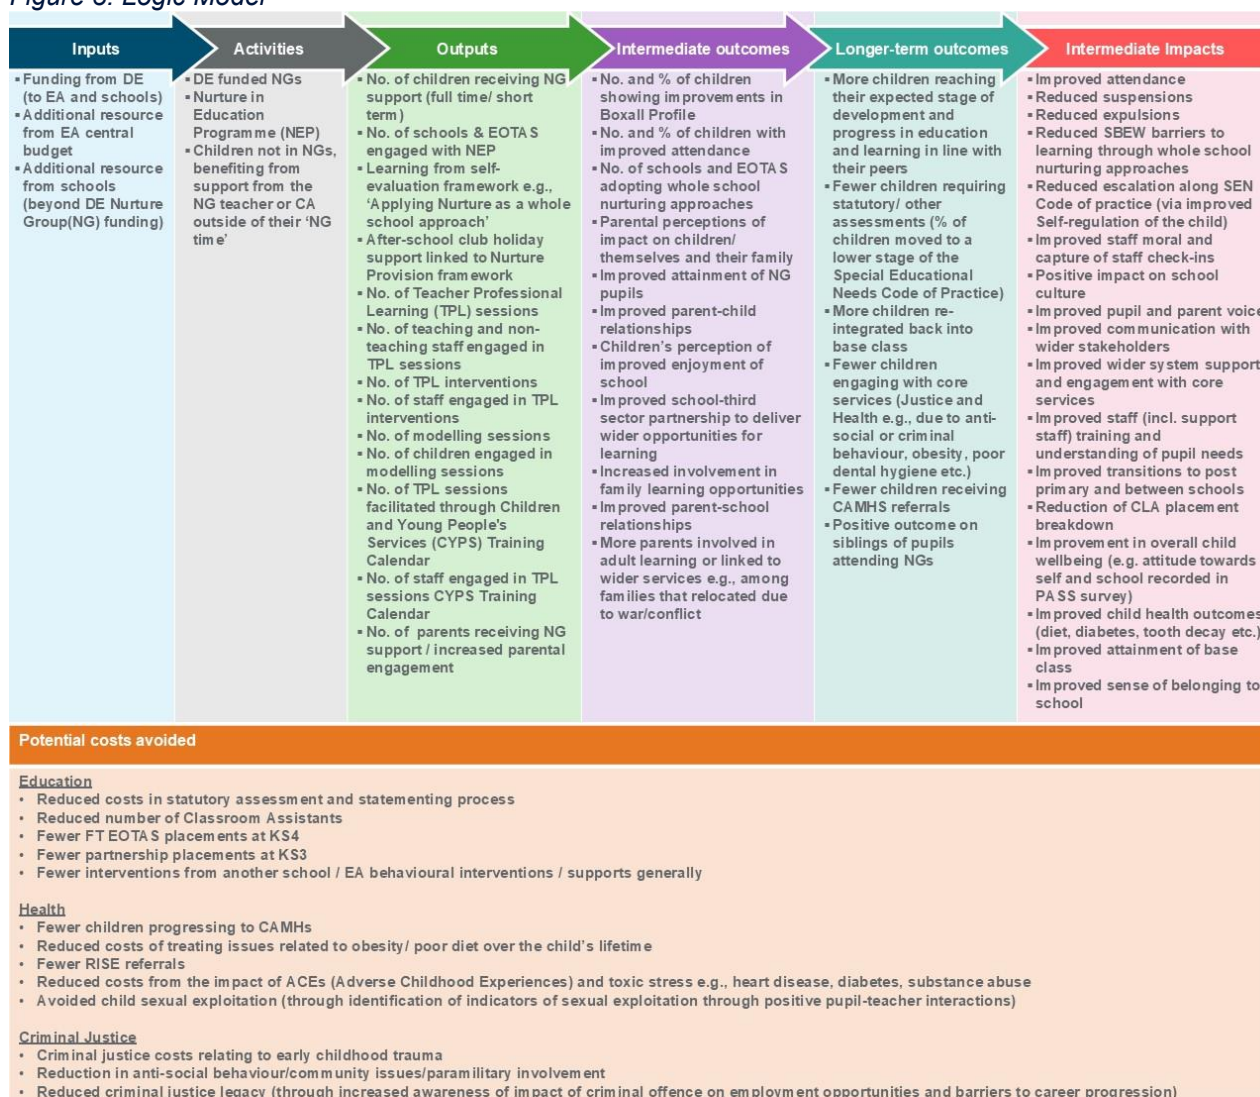 Figure 3: Logic Model
Inputs
Activities
Outputs
Intermediate outcomes
Longer-term outcomes
Intermediate Impacts
▪ Funding from DE
(to EA and schools)
▪ Additional resource
from EA central
budget
▪ Additional resource
from schools
(beyond DE Nurture
Group(NG) funding)
▪ DE funded NGs
▪ Nurture in
Education
Programme (NEP)
▪ Children not in NGs,
benefiting from
support from the
NG teacher or CA
outside of their ‘NG
time’
▪ No. of children receiving NG
support (full time/ short
term)
▪ No. of schools & EOTAS
engaged with NEP
▪ Learning from self-
evaluation framework e.g.,
‘Applying Nurture as a whole
school approach’
▪ After-school club holiday
support linked to Nurture
Provision framework
▪ No. of Teacher Professional
Learning (TPL) sessions
▪ No. of teaching and non-
teaching staff engaged in
TPL sessions
▪ No. of TPL interventions
▪ No. of staff engaged in TPL
interventions
▪ No. of modelling sessions
▪ No. of children engaged in
modelling sessions
▪ No. of TPL sessions
facilitated through Children
and Young People's
Services (CYPS) Training
Calendar
▪ No. of staff engaged in TPL
sessions CYPS Training
Calendar
▪ No. of parents receiving NG
support / increased parental
engagement
▪ No. and % of children
showing improvements in
Boxall Profile
▪ No. and % of children with
improved attendance
▪ No. of schools and EOTAS
adopting whole school
nurturing approaches
▪ Parental perceptions of
impact on children/
themselves and their family
▪ Improved attainment of NG
pupils
▪ Improved parent-child
relationships
▪ Children’s perception of
improved enjoyment of
school
▪ Improved school-third
sector partnership to deliver
wider opportunities for
learning
▪ Increased involvement in
family learning opportunities
▪ Improved parent-school
relationships
▪ More parents involved in
adult learning or linked to
wider services e.g., among
families that relocated due
to war/conflict
▪ More children reaching
their expected stage of
development and
progress in education
and learning in line with
their peers
▪ Fewer children requiring
statutory/ other
assessments (% of
children moved to a
lower stage of the
Special Educational
Needs Code of Practice)
▪ More children re-
integrated back into
base class
▪ Fewer children
engaging with core
services (Justice and
Health e.g., due to anti-
social or criminal
behaviour, obesity, poor
dental hygiene etc.)
▪ Fewer children receiving
CAMHS referrals
▪ Positive outcome on
siblings of pupils
attending NGs
▪ Improved attendance
▪ Reduced suspensions
▪ Reduced expulsions
▪ Reduced SBEW barriers to
learning through whole school
nurturing approaches
▪ Reduced escalation along SEN
Code of practice (via improved
Self-regulation of the child)
▪ Improved staff moral and
capture of staff check-ins
▪ Positive impact on school
culture
▪ Improved pupil and parent voice
▪ Improved communication with
wider stakeholders
▪ Improved wider system support
and engagement with core
services
▪ Improved staff (incl. support
staff) training and
understanding of pupil needs
▪ Improved transitions to post
primary and between schools
▪ Reduction of CLA placement
breakdown
▪ Improvement in overall child
wellbeing (e.g. attitude towards
self and school recorded in
PASS survey)
▪ Improved child health outcomes
(diet, diabetes, tooth decay etc.)
▪ Improved attainment of base
class
▪ Improved sense of belonging to
school
Potential costs avoided
Education
• Reduced costs in statutory assessment and statementing process
• Reduced number of Classroom Assistants
• Fewer FT EOTAS placements at KS4
• Fewer partnership placements at KS3
• Fewer interventions from another school / EA behavioural interventions / supports generally
Health
• Fewer children progressing to CAMHs
• Reduced costs of treating issues related to obesity/ poor diet over the child’s lifetime
• Fewer RISE referrals
• Reduced costs from the impact of ACEs (Adverse Childhood Experiences) and toxic stress e.g., heart disease, diabetes, substance abuse
• Avoided child sexual exploitation (through identification of indicators of sexual exploitation through positive pupil-teacher interactions)
Criminal Justice
• Criminal justice costs relating to early childhood trauma
• Reduction in anti-social behaviour/community issues/paramilitary involvement
• Reduced criminal justice legacy (through increased awareness of impact of criminal offence on employment opportunities and barriers to career progression)